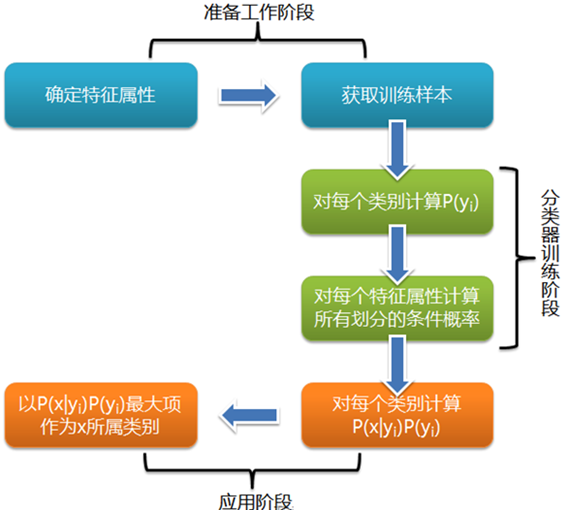 准备工作阶段
确定特征属性
获取训练样本
对每个类别计算P(yi)
对每个特征属性计算
所有划分的条件概率
分类器训练阶段
以P(x|yi)P(yi)最大项
作为x所属类别
对每个类别计算
P(x|yi)P(yi)
应用阶段